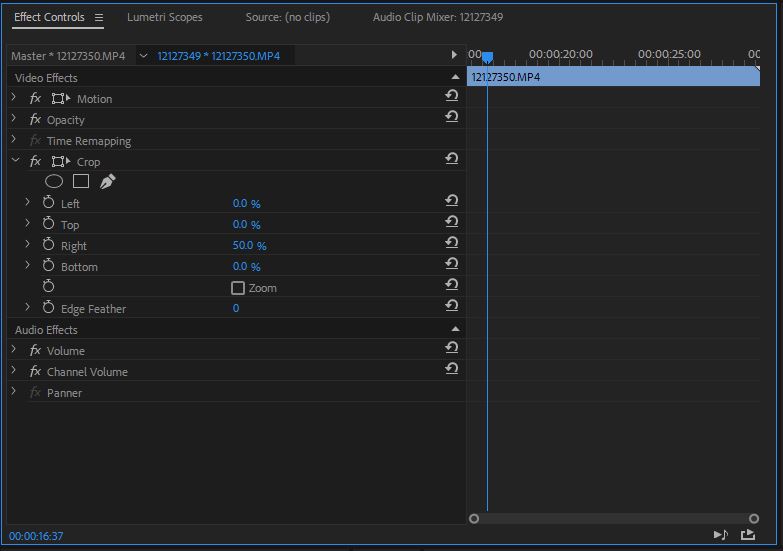 Effect Controls Lumetri Scopes Source: (no clips) Audio Clip Mixer: 12127349
Master * 12127350.MP4 12127349 * 12127350.MP4 00:00:20:00 00:00:25:00
Video Effects 12127350.MP4
fx Motion
fx Opacity
fx Time Remapping
fx Crop
Left 0.0 %
Top 0.0 %
Right 50.0 %
Bottom 0.0 %
Zoom
Edge Feather 0
Audio Effects
fx Volume
fx Channel Volume
fx Panner
00:00:16:37